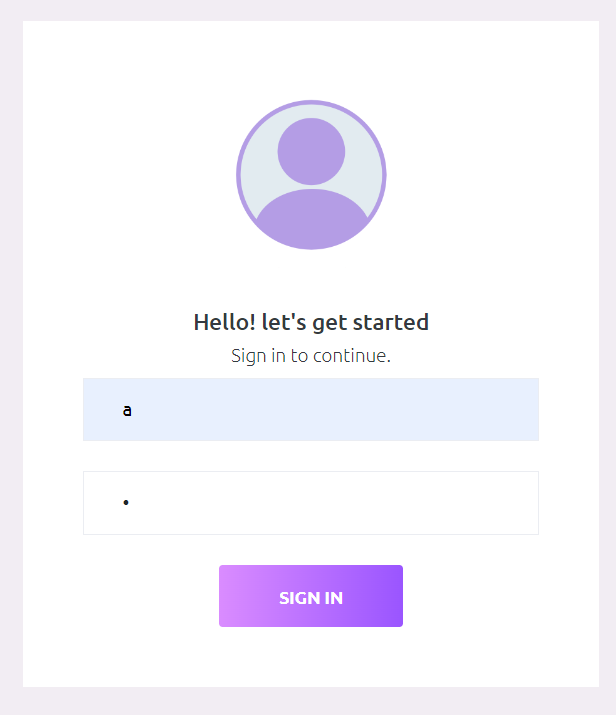 Hello! let's get started
Sign in to continue.
a
•
SIGN IN